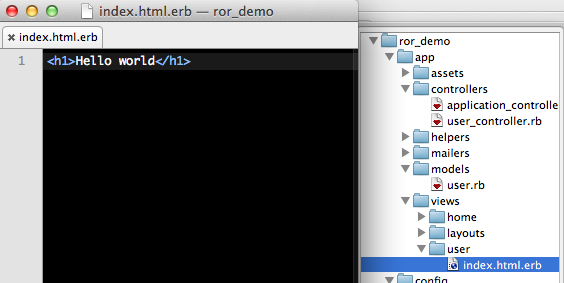 index.html.erb — ror_demo
× index.html.erb
1 <h1>Hello world</h1>
ror_demo
app
assets
controllers
application_controlle
user_controller.rb
helpers
mailers
models
user.rb
views
home
layouts
user
index.html.erb
config